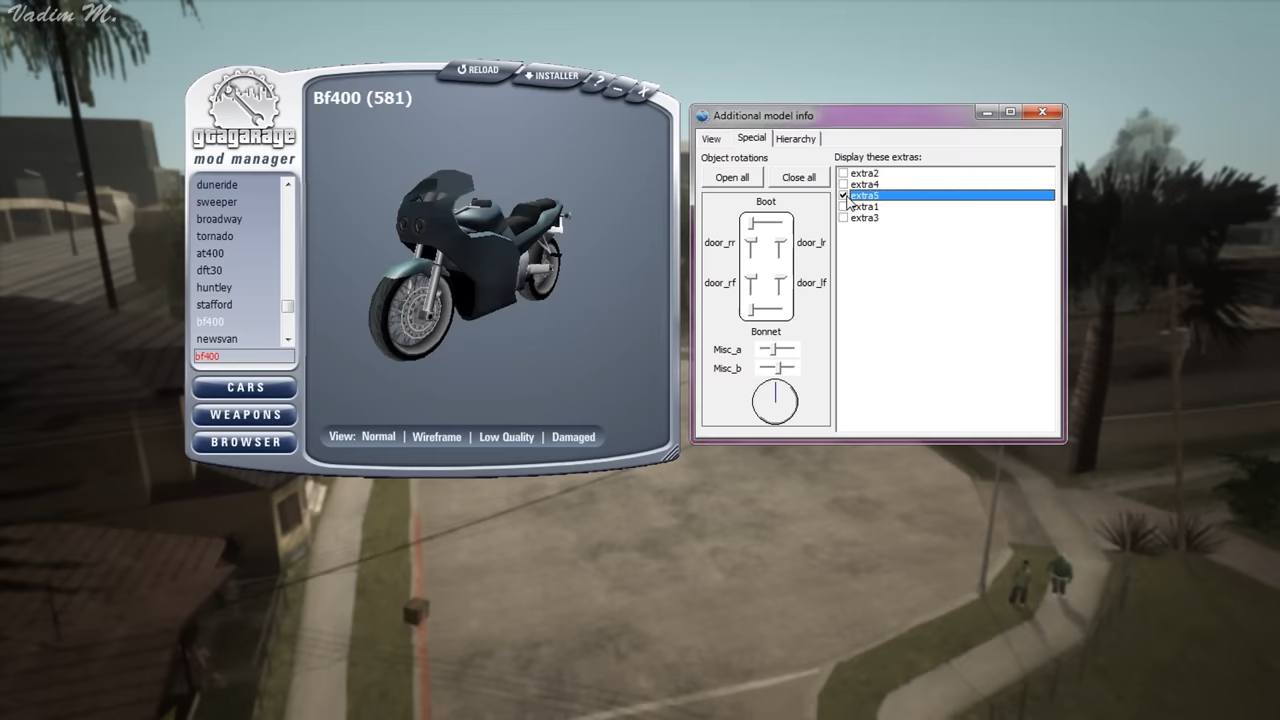 Vadim M.
RELOAD
INSTALLER
?
–
X
gtagarage
mod manager
Bf400 (581)
duneride
sweeper
broadway
tornado
at400
dft30
huntley
stafford
bf400
newsvan
bf400
CARS
WEAPONS
BROWSER
View: Normal | Wireframe | Low Quality | Damaged
Additional model info
View Special Hierarchy
Object rotations
Open all Close all
Boot
door_rr door_lr
door_rf door_lf
Bonnet
Misc_a
Misc_b
Display these extras:
extra2
extra4
extra5
extra1
extra3